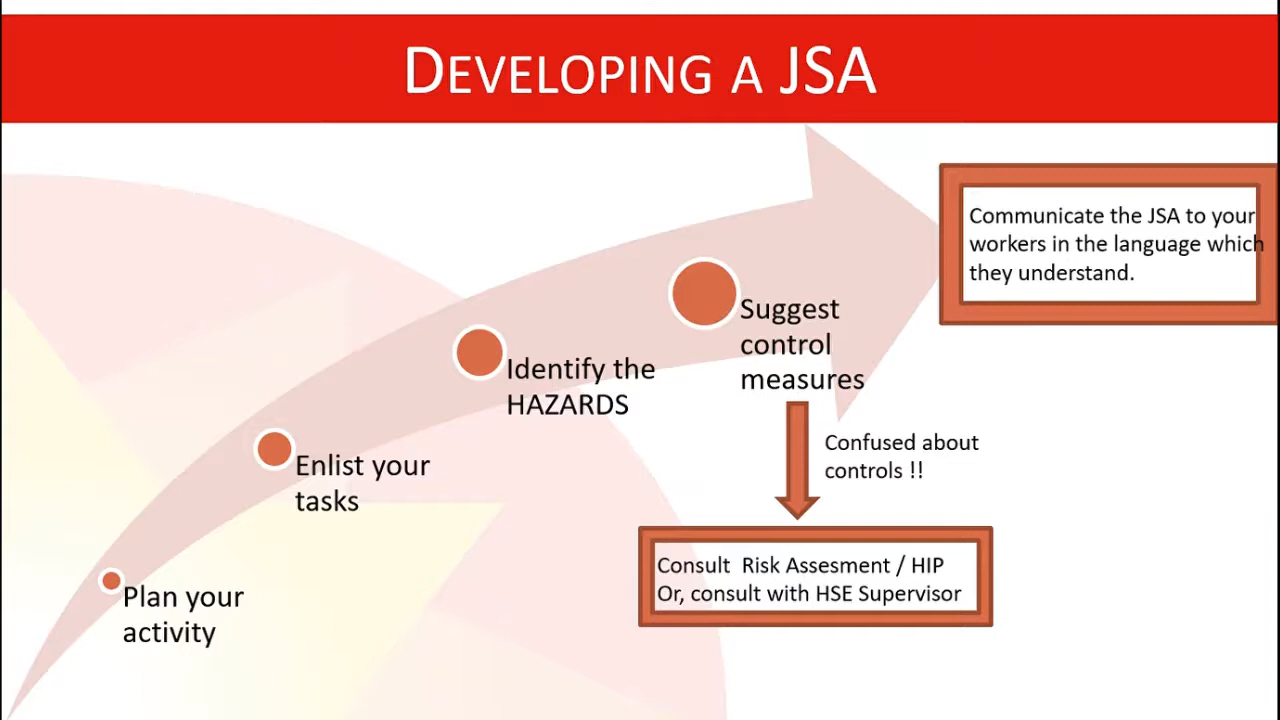 DEVELOPING A JSA
Communicate the JSA to your
workers in the language which
they understand.
Suggest
control
measures
Identify the
HAZARDS
Confused about
controls !!
Enlist your
tasks
Consult  Risk Assesment / HIP
Or, consult with HSE Supervisor
Plan your
activity